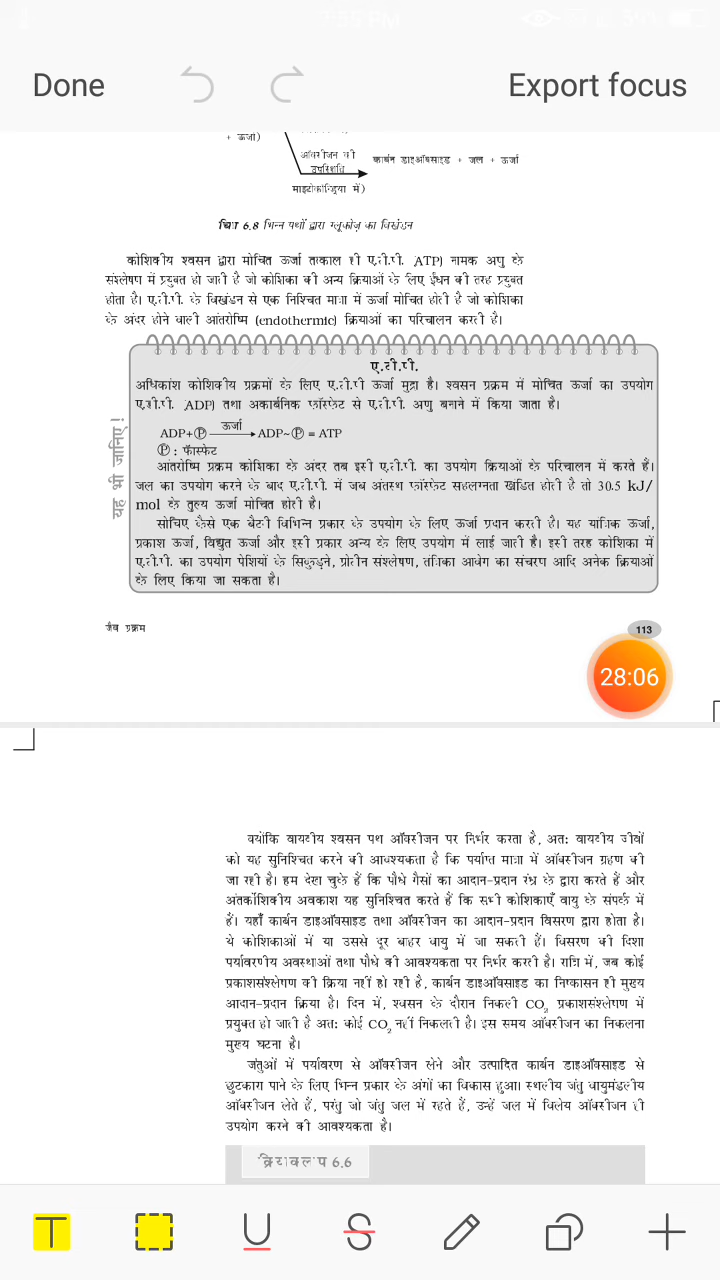 Done
Export focus
+ ऊर्जा)
ऑक्सीजन की
उपस्थिति
कार्बन डाइऑक्साइड + जल + ऊर्जा
माइटोकॉन्ड्रिया में)
चित्र 6.8 भिन्न पथों द्वारा ग्लूकोज़ का विखंडन
कोशिकीय श्वसन द्वारा मोचित ऊर्जा तत्काल ही ए.टी.पी. ATP) नामक अणु के
संश्लेषण में प्रयुक्त हो जाती है जो कोशिका की अन्य क्रियाओं के लिए ईंधन की तरह प्रयुक्त
होता है। ए.टी.पी. के विखंडन से एक निश्चित मात्रा में ऊर्जा मोचित होती है जो कोशिका
के अंदर होने वाली आंतरोष्मि (endothermic) क्रियाओं का परिचालन करती है।
यह भी जानिए!
ए.टी.पी.
अधिकांश कोशिकीय प्रक्रमों के लिए ए.टी.पी ऊर्जा मुद्रा है। श्वसन प्रक्रम में मोचित ऊर्जा का उपयोग
ए.डी.पी. ADP) तथा अकार्बनिक फॉस्फेट से ए.टी.पी. अणु बनाने में किया जाता है।
ऊर्जा
ADP+Ⓟ → ADP~Ⓟ = ATP
Ⓟ : फॅास्फेट
आंतरोष्मि प्रक्रम कोशिका के अंदर तब इसी ए.टी.पी. का उपयोग क्रियाओं के परिचालन में करते हैं।
जल का उपयोग करने के बाद ए.टी.पी. में जब अंतस्थ फॉस्फेट सहलग्नता खंडित होती है तो 30.5 kJ/
mol के तुल्य ऊर्जा मोचित होती है।
सोचिए कैसे एक बैटरी विभिन्न प्रकार के उपयोग के लिए ऊर्जा प्रदान करती है। यह यांत्रिक ऊर्जा,
प्रकाश ऊर्जा, विद्युत ऊर्जा और इसी प्रकार अन्य के लिए उपयोग में लाई जाती है। इसी तरह कोशिका में
ए.टी.पी. का उपयोग पेशियों के सिकुड़ने, प्रोटीन संश्लेषण, तंत्रिका आवेग का संचरण आदि अनेक क्रियाओं
के लिए किया जा सकता है।
जैव प्रक्रम
113
28:06
क्योंकि वायवीय श्वसन पथ ऑक्सीजन पर निर्भर करता है, अत: वायवीय जीवों
को यह सुनिश्चित करने की आवश्यकता है कि पर्याप्त मात्रा में ऑक्सीजन ग्रहण की
जा रही है। हम देख चुके हैं कि पौधे गैसों का आदान-प्रदान रंध्र के द्वारा करते हैं और
अंतर्कोशिकीय अवकाश यह सुनिश्चित करते हैं कि सभी कोशिकाएँ वायु के संपर्क में
हैं। यहाँ कार्बन डाइऑक्साइड तथा ऑक्सीजन का आदान-प्रदान विसरण द्वारा होता है।
ये कोशिकाओं में या उससे दूर बाहर वायु में जा सकती हैं। विसरण की दिशा
पर्यावरणीय अवस्थाओं तथा पौधे की आवश्यकता पर निर्भर करती है। रात्रि में, जब कोई
प्रकाशसंश्लेषण की क्रिया नहीं हो रही है, कार्बन डाइऑक्साइड का निष्कासन ही मुख्य
आदान-प्रदान क्रिया है। दिन में, श्वसन के दौरान निकली CO₂ प्रकाशसंश्लेषण में
प्रयुक्त हो जाती है अत: कोई CO₂ नहीं निकलती है। इस समय ऑक्सीजन का निकलना
मुख्य घटना है।
जंतुओं में पर्यावरण से ऑक्सीजन लेने और उत्पादित कार्बन डाइऑक्साइड से
छुटकारा पाने के लिए भिन्न प्रकार के अंगों का विकास हुआ। स्थलीय जंतु वायुमंडलीय
ऑक्सीजन लेते हैं, परंतु जो जंतु जल में रहते हैं, उन्हें जल में विलेय ऑक्सीजन ही
उपयोग करने की आवश्यकता है।
क्रियाकलाप 6.6